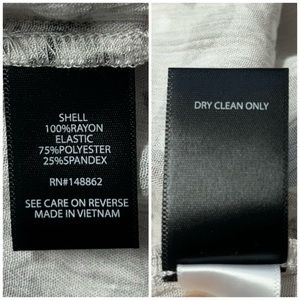 SHELL
100%RAYON
ELASTIC
75%POLYESTER
25%SPANDEX
RN#148862
SEE CARE ON REVERSE
MADE IN VIETNAM
DRY CLEAN ONLY